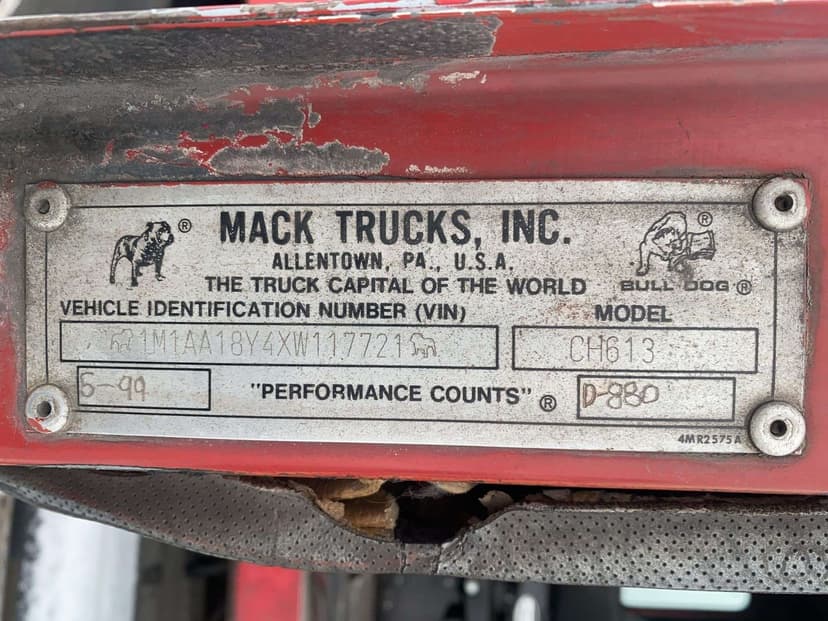 MACK TRUCKS, INC.
ALLENTOWN, PA., U.S.A.
THE TRUCK CAPITAL OF THE WORLD
BULL DOG ®
VEHICLE IDENTIFICATION NUMBER (VIN)
MODEL
1M1AA18Y4XW117721
CH613
5-99
"PERFORMANCE COUNTS" ®
D-880
4MR2575A